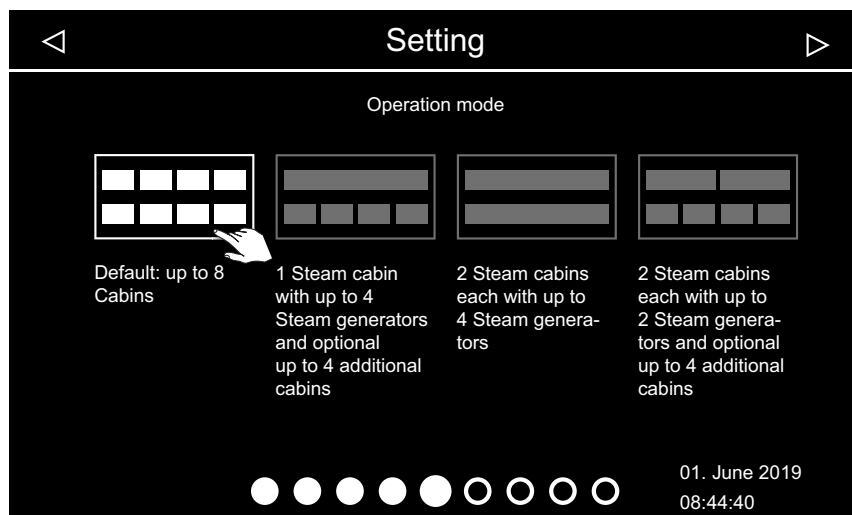 Setting
Operation mode
Default: up to 8
Cabins
1 Steam cabin
with up to 4
Steam generators
and optional
up to 4 additional
cabins
2 Steam cabins
each with up to
4 Steam genera-
tors
2 Steam cabins
each with up to
2 Steam genera-
tors and optional
up to 4 additional
cabins
01. June 2019
08:44:40